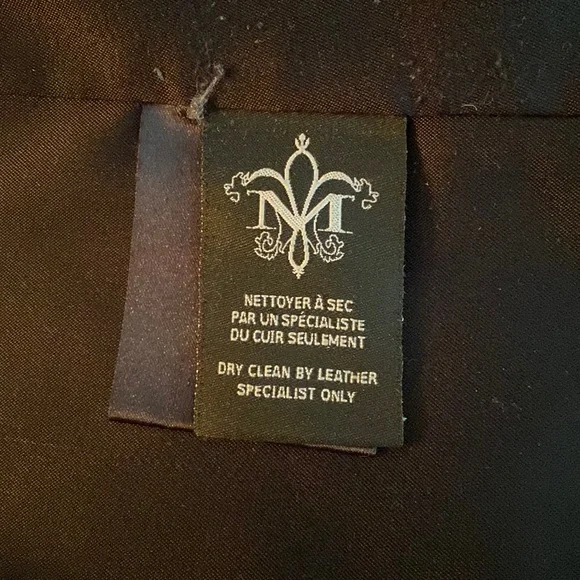 M
NETTOYER À SEC
PAR UN SPÉCIALISTE
DU CUIR SEULEMENT
DRY CLEAN BY LEATHER
SPECIALIST ONLY